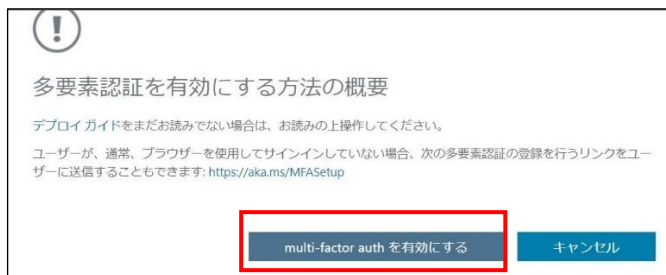 多要素認証を有効にする方法の概要
デプロイ ガイドをまだお読みでない場合は、お読みの上操作してください。
ユーザーが、通常、ブラウザーを使用してサインインしていない場合、次の多要素認証の登録を行うリンクをユー
ザーに送信することもできます: https://aka.ms/MFASetup
multi-factor auth を有効にする
キャンセル